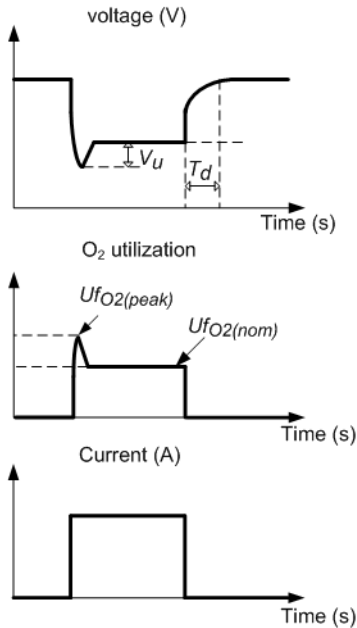 voltage (V)
Vu
Td
Time (s)
O2 utilization
UfO2(peak)
UfO2(nom)
Time (s)
Current (A)
Time (s)